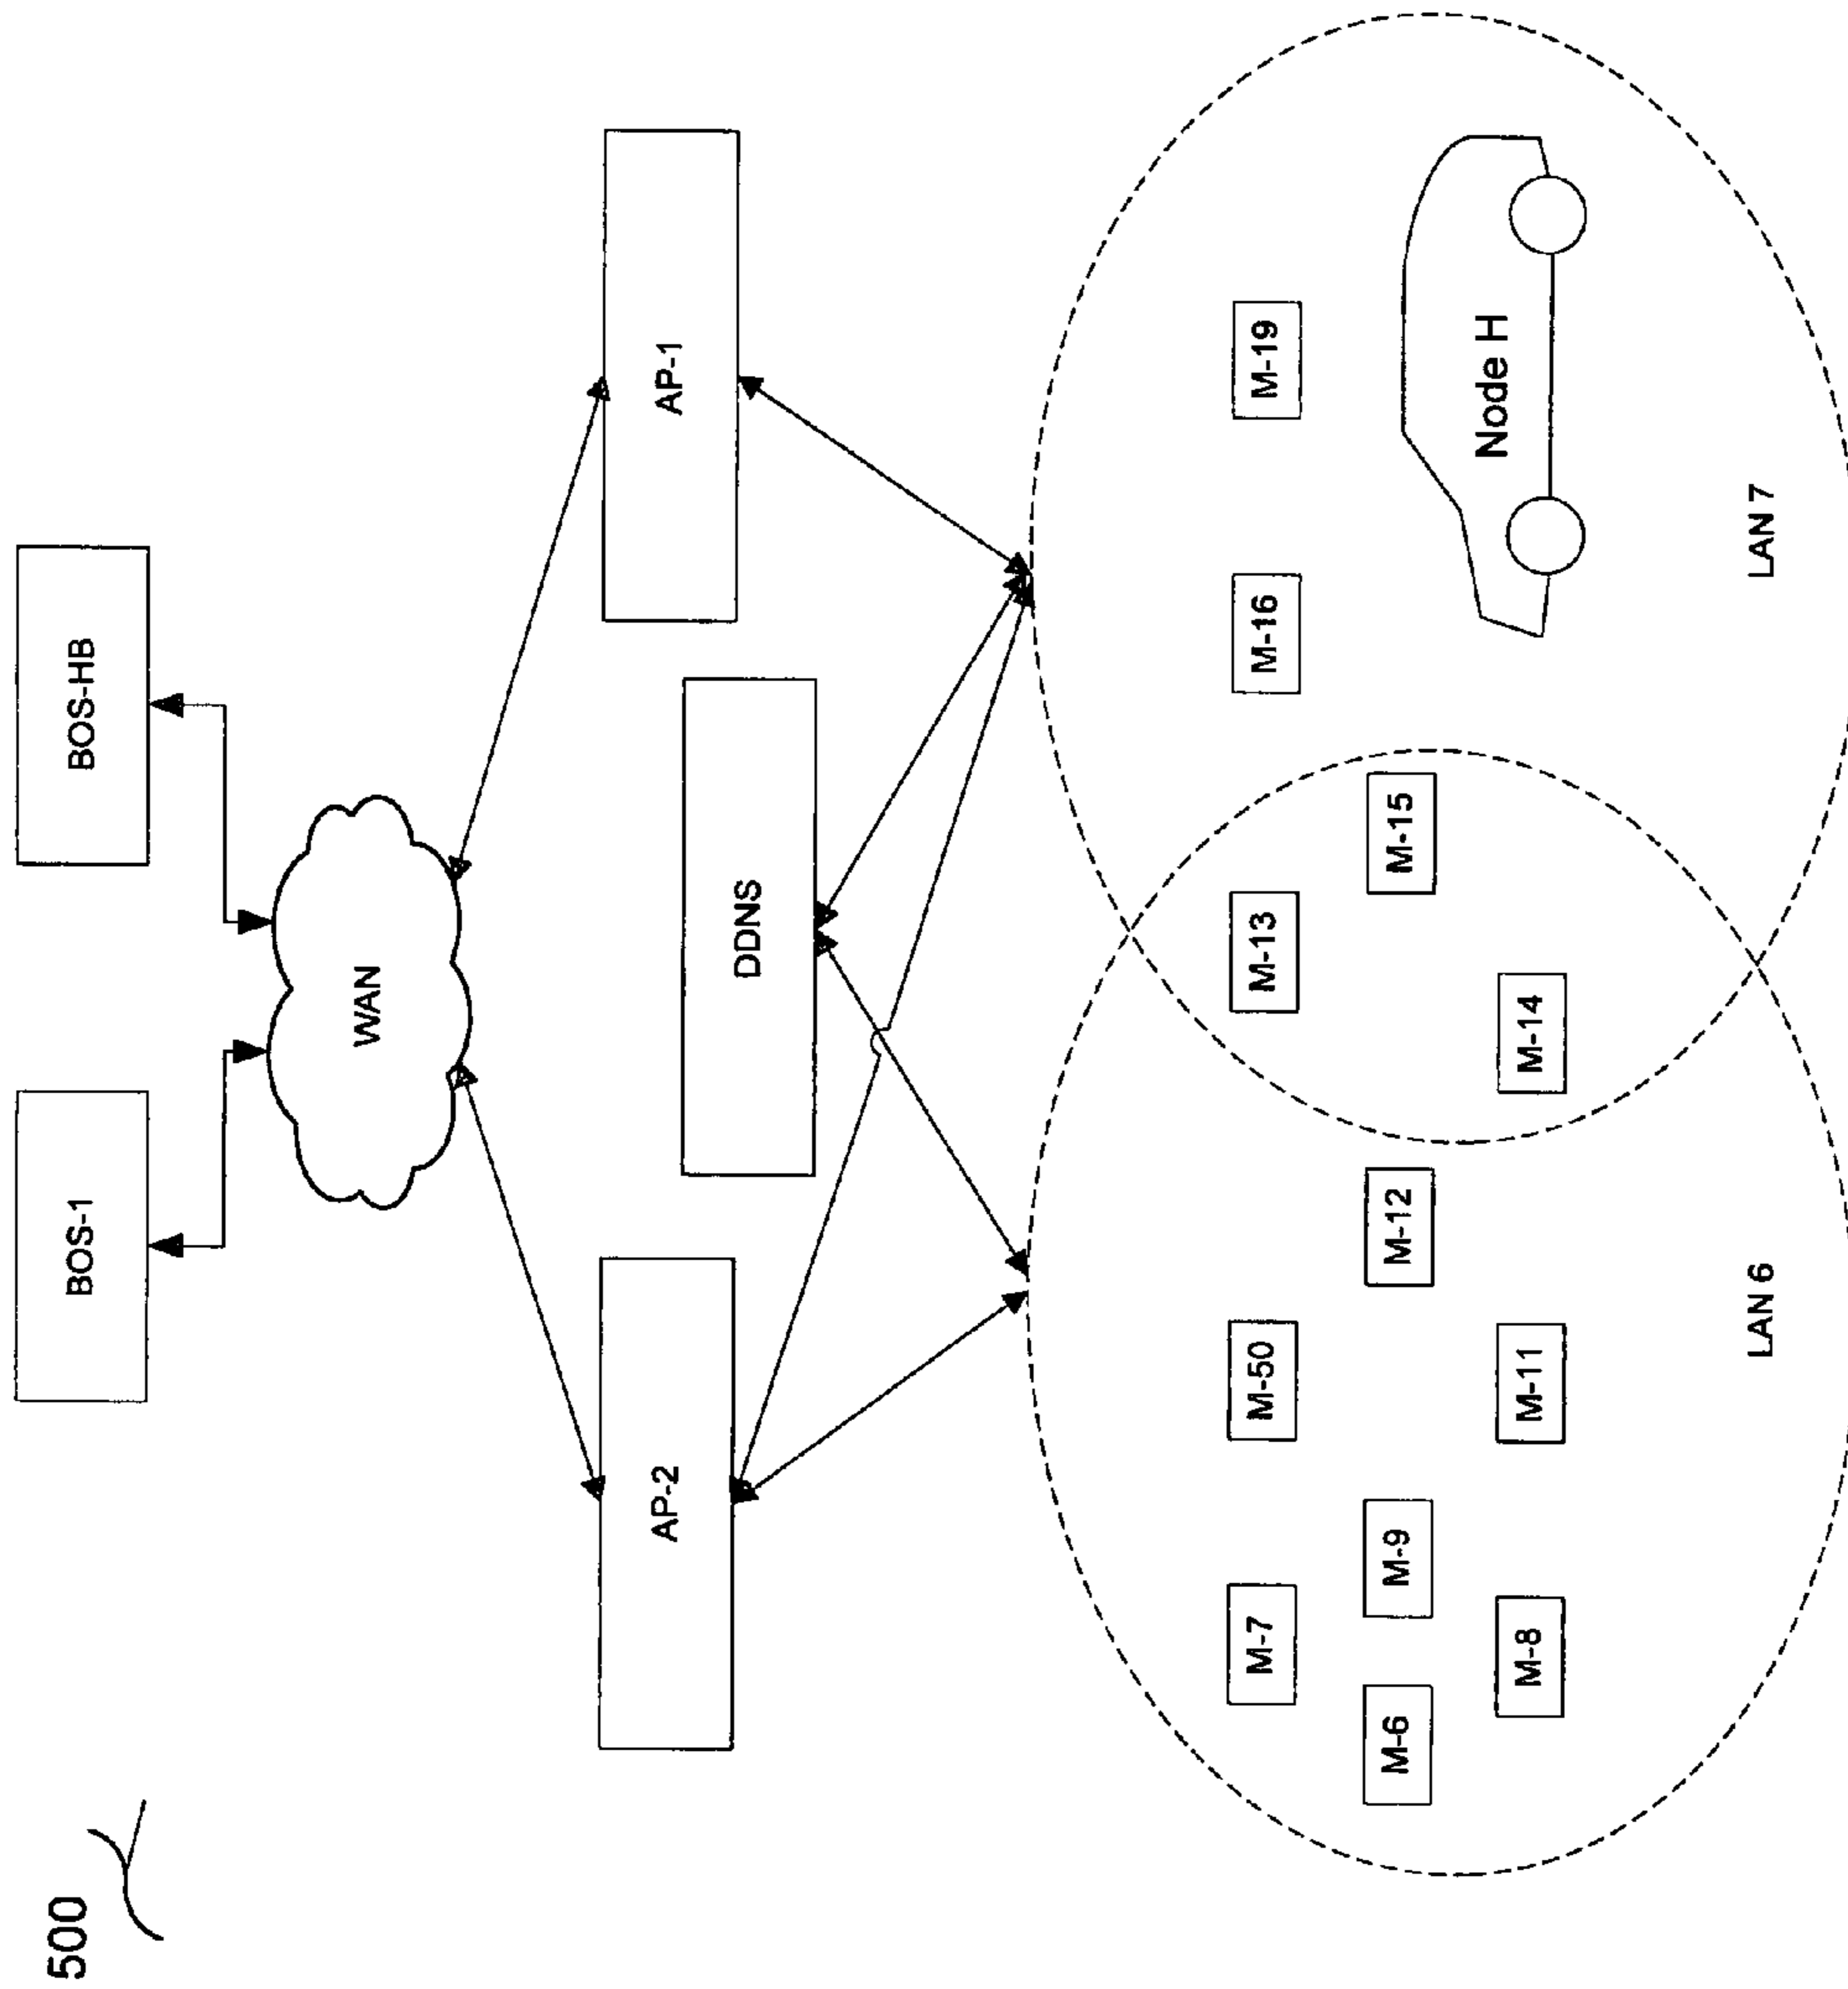 500
BOS-1
BOS-HB
WAN
AP-2
DDNS
AP-1
M-7
M-50
M-13
M-16
M-19
M-6
M-9
M-12
M-15
Node H
M-8
M-11
M-14
LAN 6
LAN 7